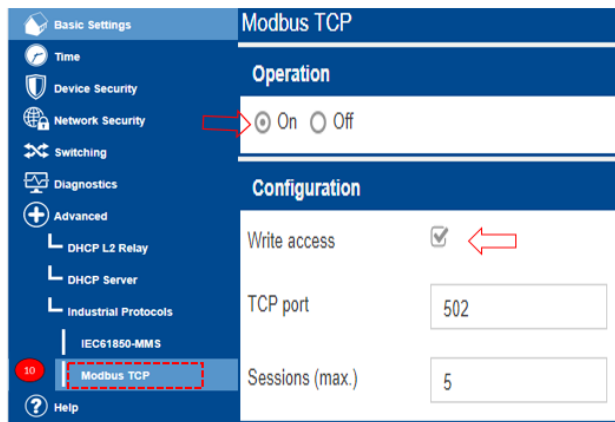 Basic Settings
Time
Device Security
Network Security
Switching
Diagnostics
Advanced
DHCP L2 Relay
DHCP Server
Industrial Protocols
IEC61850-MMS
10
Modbus TCP
Help
Modbus TCP
Operation
On Off
Configuration
Write access
TCP port 502
Sessions (max.) 5